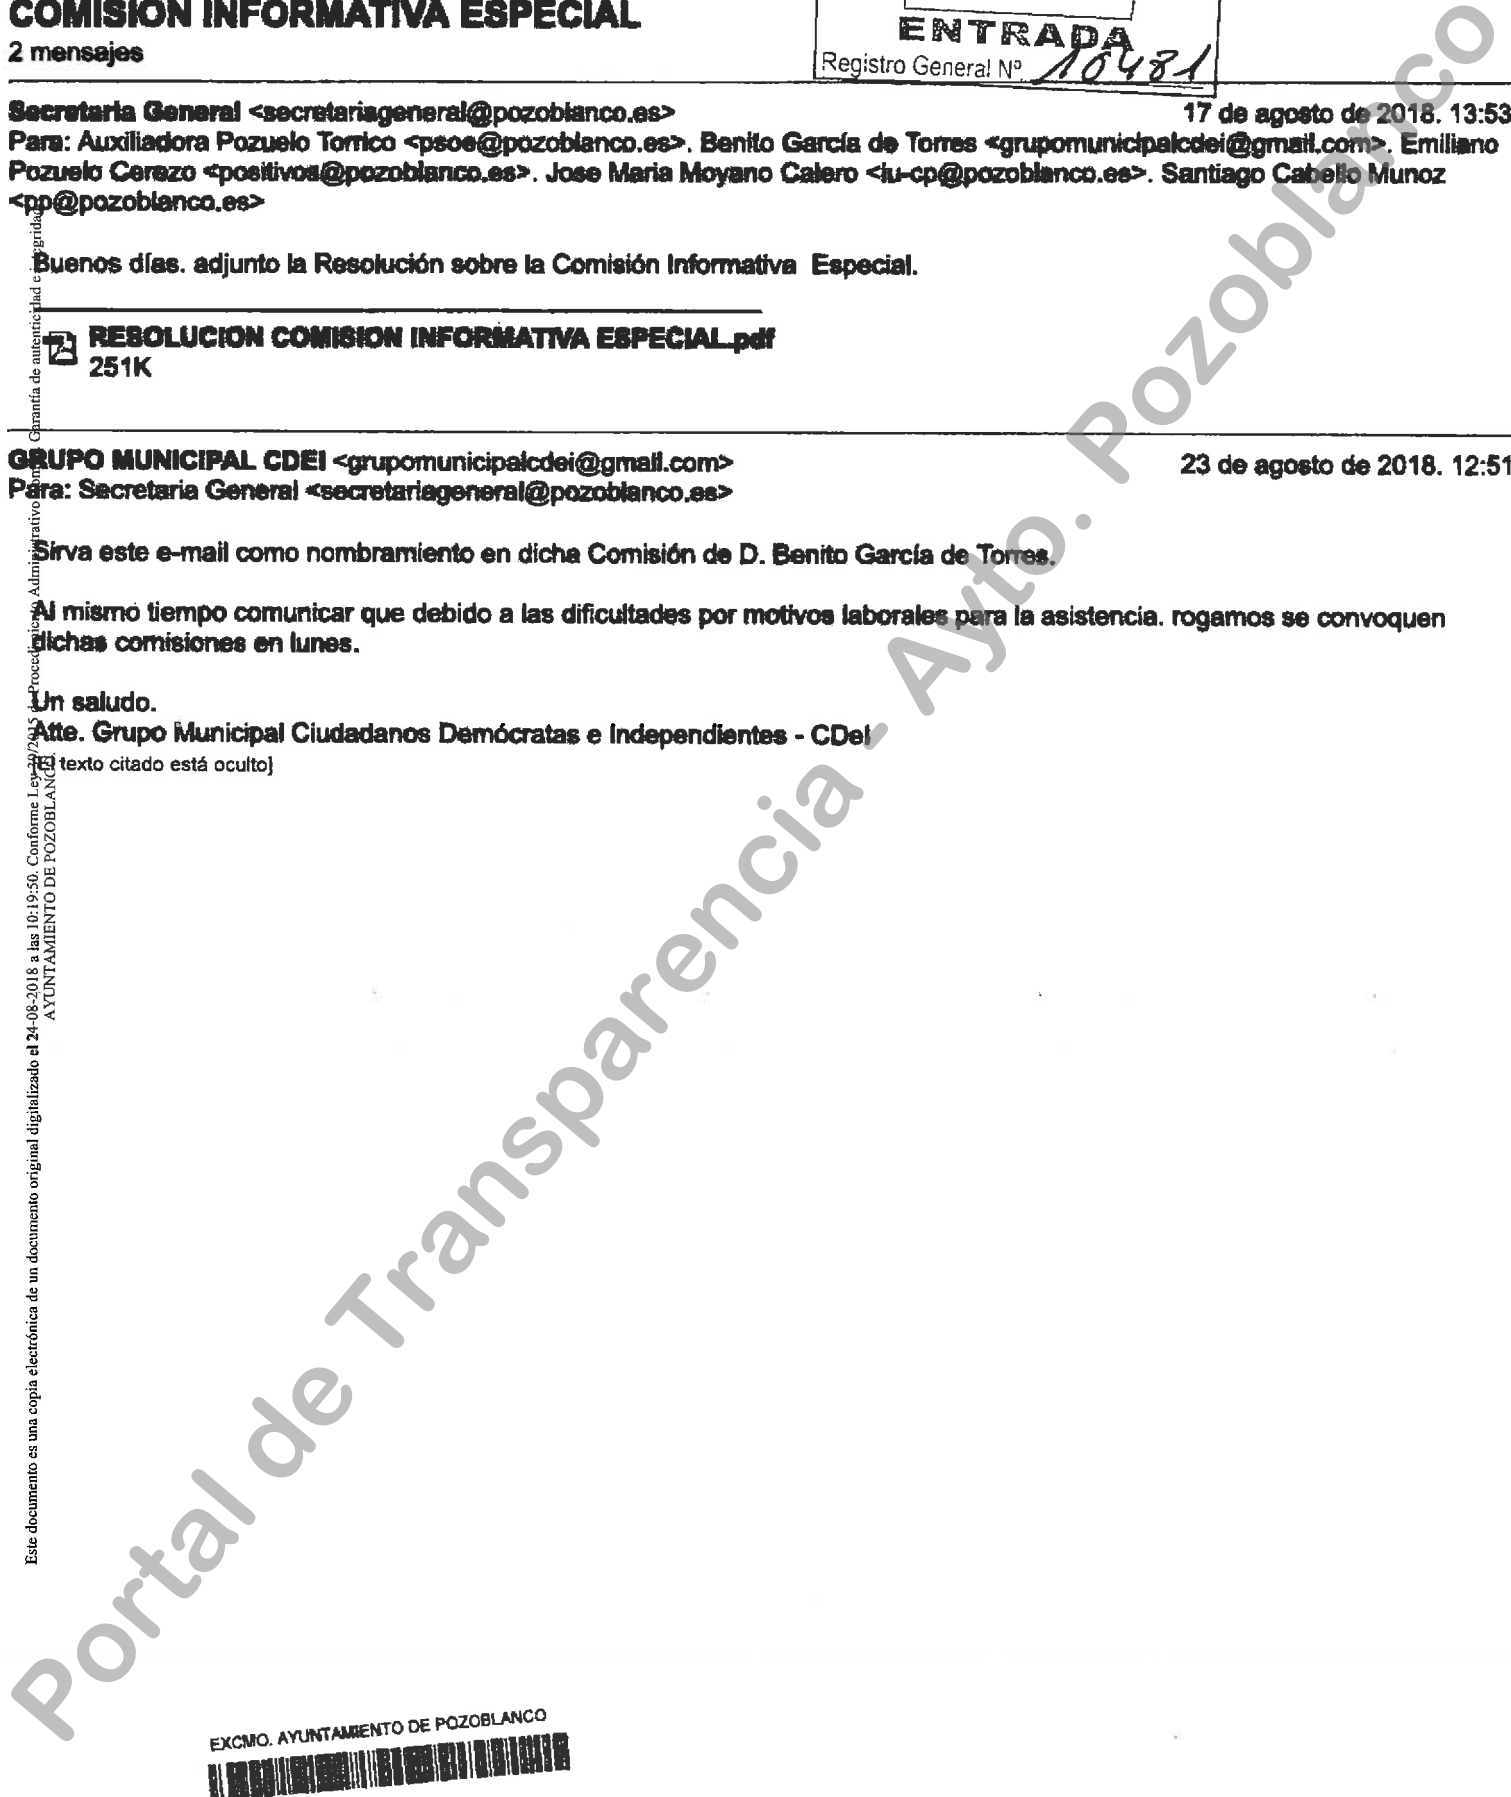 COMISION INFORMATIVA ESPECIAL
2 mensajes
ENTRADA
Registro General Nº 10481
Secretaria General <secretariageneral@pozoblanco.es>
17 de agosto de 2018. 13:53
Para: Auxiliadora Pozuelo Torrico <psoe@pozoblanco.es>. Benito García de Torres <grupomunicipalcdei@gmail.com>. Emiliano
Pozuelo Cerezo <positivos@pozoblanco.es>. Jose Maria Moyano Calero <iu-cp@pozoblanco.es>. Santiago Cabello Munoz
<pp@pozoblanco.es>
Buenos días. adjunto la Resolución sobre la Comisión Informativa Especial.
RESOLUCION COMISION INFORMATIVA ESPECIAL.pdf
251K
GRUPO MUNICIPAL CDEI <grupomunicipalcdei@gmail.com>
23 de agosto de 2018. 12:51
Para: Secretaria General <secretariageneral@pozoblanco.es>
Sirva este e-mail como nombramiento en dicha Comisión de D. Benito García de Torres.
Al mismo tiempo comunicar que debido a las dificultades por motivos laborales para la asistencia. rogamos se convoquen
dichas comisiones en lunes.
Un saludo.
Atte. Grupo Municipal Ciudadanos Demócratas e Independientes - CDeI
[El texto citado está oculto]
Este documento es una copia electrónica de un documento original digitalizado el 24-08-2018 a las 10:19:50. Conforme Ley 39/2015 de Procedimiento Administrativo Garantía de autenticidad e integridad
AYUNTAMIENTO DE POZOBLANCO.
Portal de Transparencia - Ayto. Pozoblanco
EXCMO. AYUNTAMIENTO DE POZOBLANCO